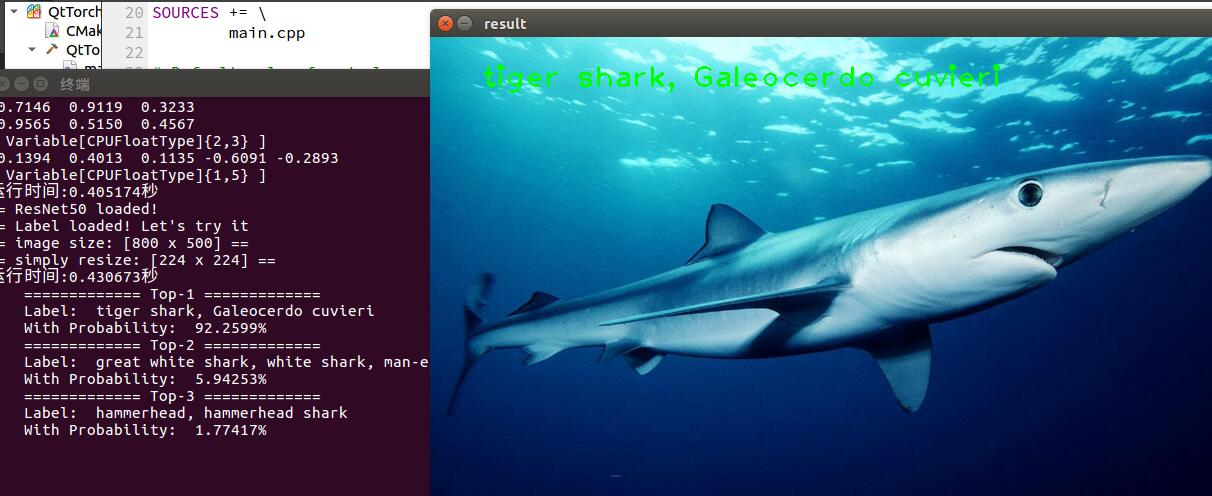 QtTorch
CMak
QtTo
20 SOURCES += \
21 main.cpp
22
终端
0.7146 0.9119 0.3233
0.9565 0.5150 0.4567
Variable[CPUFloatType]{2,3} ]
0.1394 0.4013 0.1135 -0.6091 -0.2893
Variable[CPUFloatType]{1,5} ]
运行时间:0.405174秒
= ResNet50 loaded!
= Label loaded! Let's try it
= image size: [800 x 500] ==
= simply resize: [224 x 224] ==
运行时间:0.430673秒
============= Top-1 =============
Label: tiger shark, Galeocerdo cuvieri
With Probability: 92.2599%
============= Top-2 =============
Label: great white shark, white shark, man-e
With Probability: 5.94253%
============= Top-3 =============
Label: hammerhead, hammerhead shark
With Probability: 1.77417%
result
tiger shark, Galeocerdo cuvieri